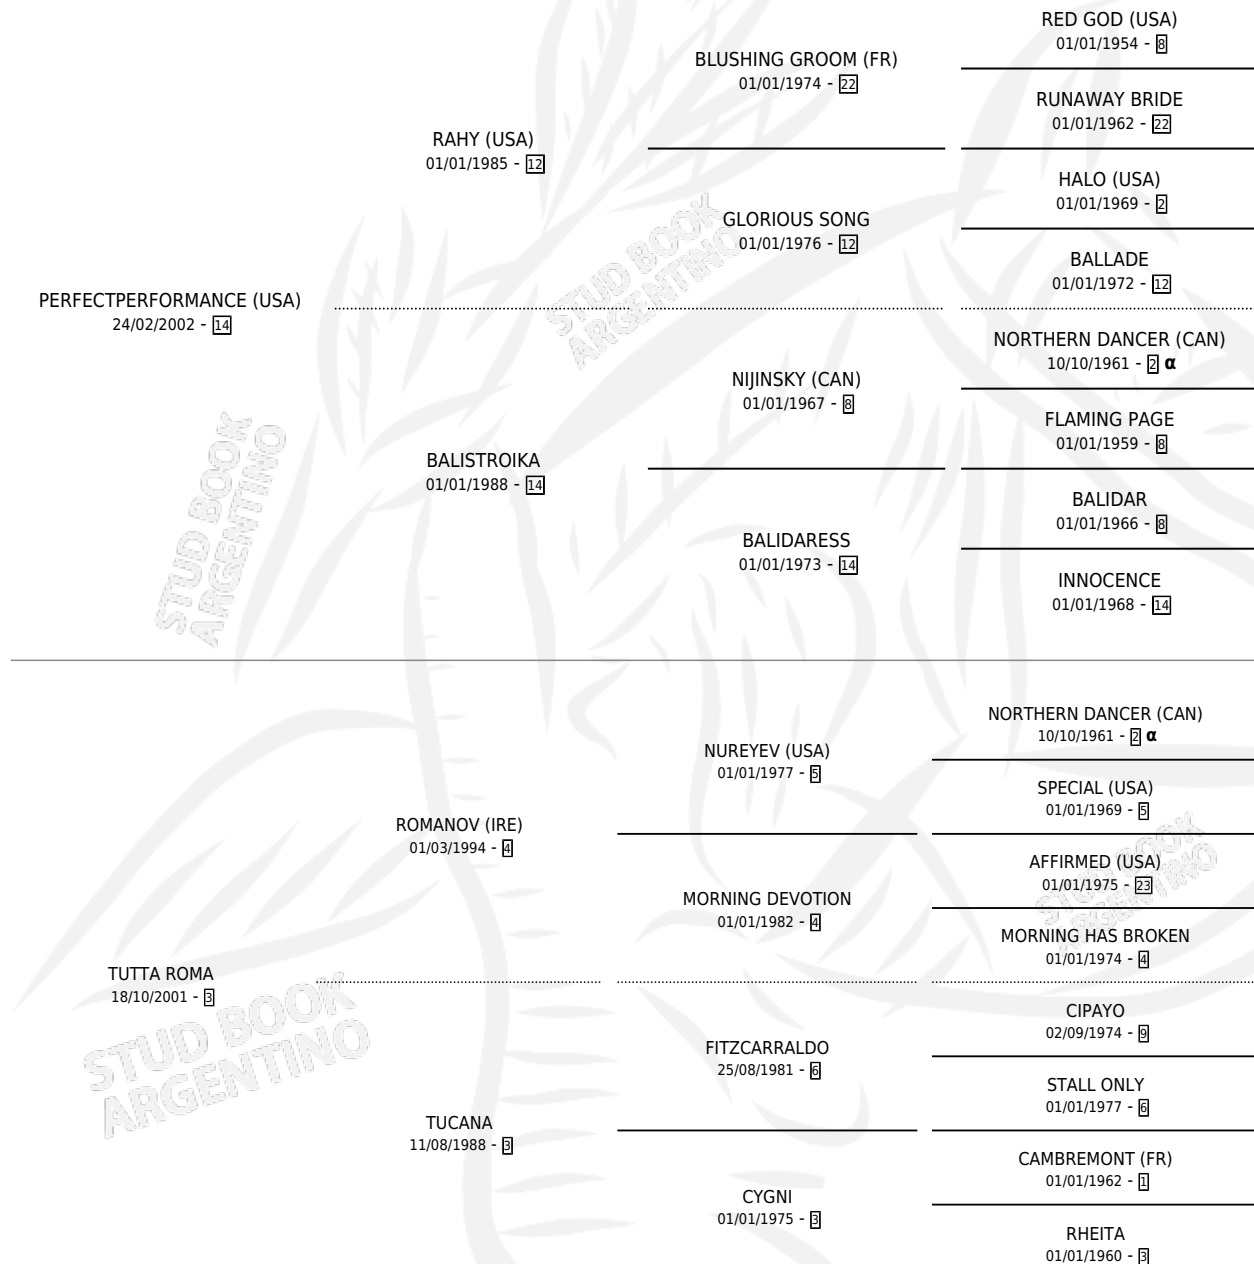 RED GOD (USA)
01/01/1954 - 8
BLUSHING GROOM (FR)
01/01/1974 - 22
RUNAWAY BRIDE
01/01/1962 - 22
RAHY (USA)
01/01/1985 - 12
HALO (USA)
01/01/1969 - 2
GLORIOUS SONG
01/01/1976 - 12
BALLADE
01/01/1972 - 12
PERFECTPERFORMANCE (USA)
24/02/2002 - 14
NORTHERN DANCER (CAN)
10/10/1961 - 2 α
NIJINSKY (CAN)
01/01/1967 - 8
FLAMING PAGE
01/01/1959 - 8
BALISTROIKA
01/01/1988 - 14
BALIDAR
01/01/1966 - 8
BALIDARESS
01/01/1973 - 14
INNOCENCE
01/01/1968 - 14
NORTHERN DANCER (CAN)
10/10/1961 - 2 α
NUREYEV (USA)
01/01/1977 - 5
SPECIAL (USA)
01/01/1969 - 5
ROMANOV (IRE)
01/03/1994 - 4
AFFIRMED (USA)
01/01/1975 - 23
MORNING DEVOTION
01/01/1982 - 4
MORNING HAS BROKEN
01/01/1974 - 4
TUTTA ROMA
18/10/2001 - 3
CIPAYO
02/09/1974 - 9
FITZCARRALDO
25/08/1981 - 6
STALL ONLY
01/01/1977 - 6
TUCANA
11/08/1988 - 3
CAMBREMONT (FR)
01/01/1962 - 1
CYGNI
01/01/1975 - 3
RHEITA
01/01/1960 - 3
STUD BOOK
ARGENTINO
STUD BOOK
ARGENTINO
STUD BOOK
ARGENTINO
STUD BOOK
ARGENTINO